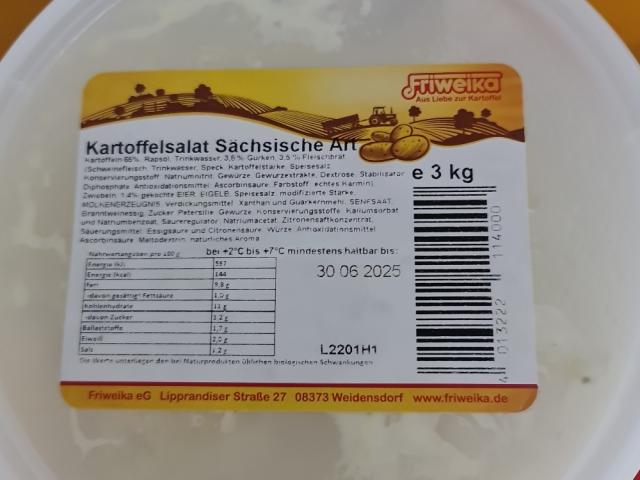 Friweika
Aus Liebe zur Kartoffel
Kartoffelsalat Sächsische Art
Kartoffeln 65%, Rapsöl, Trinkwasser, 3,6% Gurken, 3,5 % Fleischbrät
(Schweinefleisch, Trinkwasser, Speck, Kartoffelstärke, Speisesalz,
Konservierungsstoff: Natriumnitrit, Gewürze, Gewürzextrakte, Dextrose, Stabilisator:
Diphosphate, Antioxidationsmittel: Ascorbinsäure, Farbstoff: echtes Karmin),
Zwiebeln, 1,4% gekochte EIER, EIGELB, Speisesalz, modifizierte Stärke,
MOLKENERZEUGNIS, Verdickungsmittel: Xanthan und Guarkernmehl, SENFSAAT,
Branntweinessig, Zucker, Petersilie, Gewürze, Konservierungsstoffe: Kaliumsorbat
und Natriumbenzoat, Säureregulator: Natriumacetat, Zitronensaftkonzentrat,
Säuerungsmittel: Essigsäure und Citronensäure, Würze, Antioxidationsmittel:
Ascorbinsäure, Maltodextrin, natürliches Aroma
e 3 kg
Nährwertangaben pro 100 g
bei +2°C bis +7°C mindestens haltbar bis:
30 06 2025
Energie (kJ) 597
Energie (kcal) 144
Fett 9,8 g
-davon gesättig. Fettsäure 1,0 g
Kohlenhydrate 11 g
-davon Zucker 3,2 g
Ballaststoffe 1,7 g
Eiweiß 2,0 g
Salz 1,2 g
L2201H1
Die Werte unterliegen den bei Naturprodukten üblichen biologischen Schwankungen
4 013222 114000
Friweika eG Lipprandiser Straße 27 08373 Weidensdorf www.friweika.de